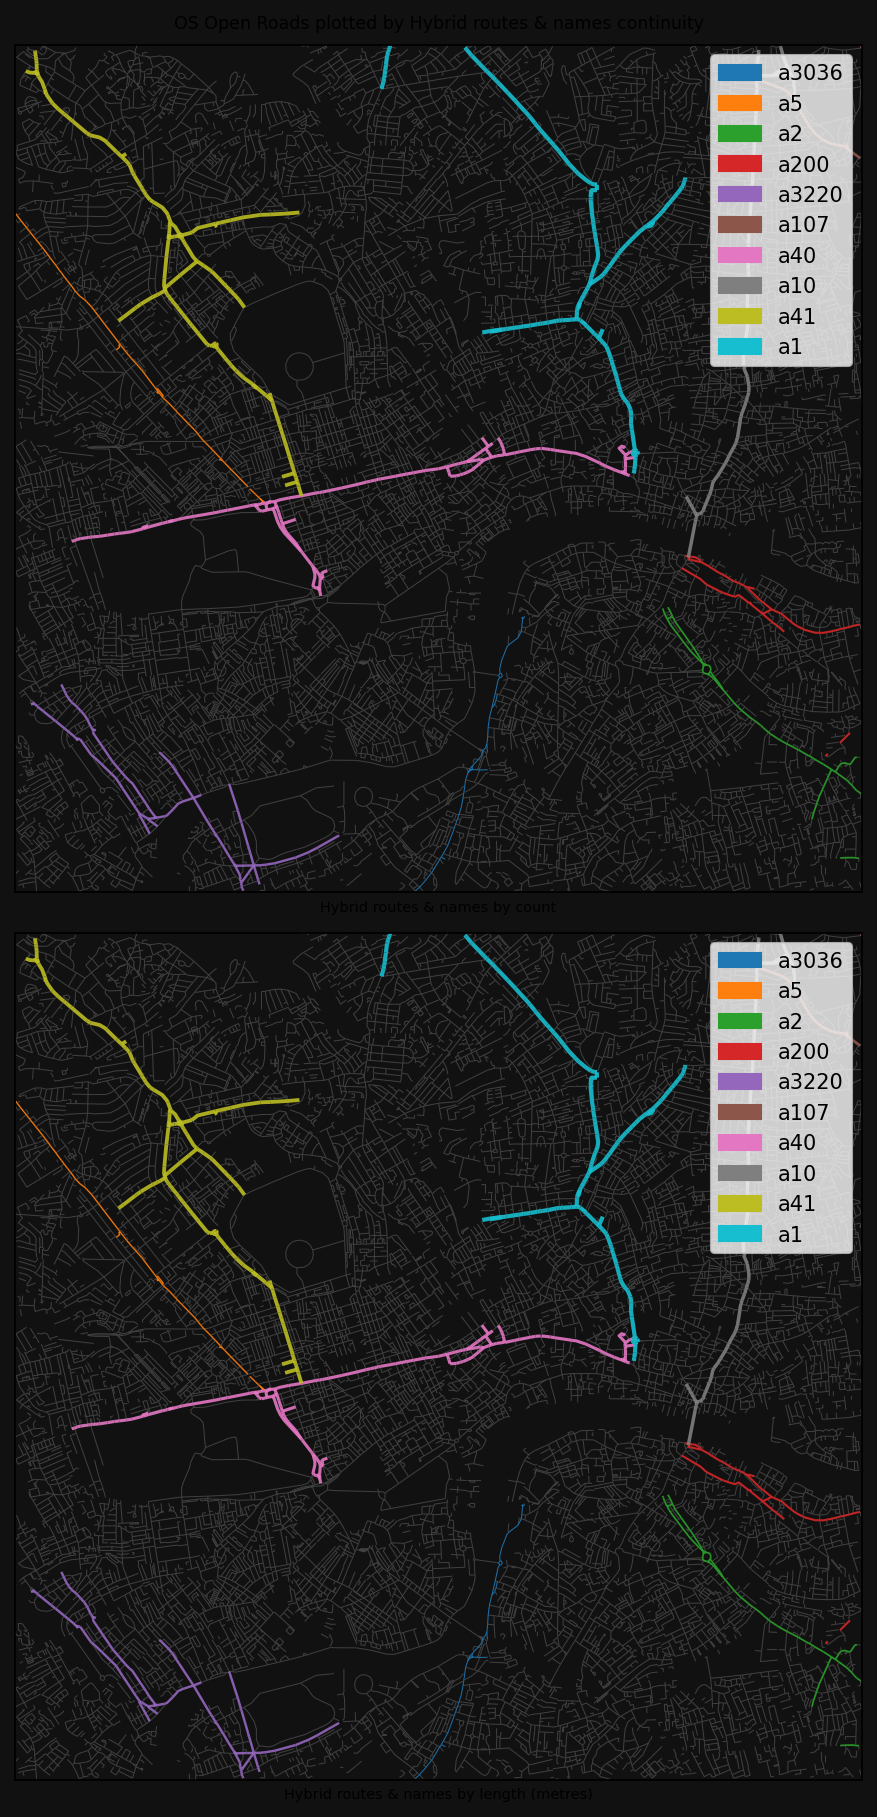 OS Open Roads plotted by Hybrid routes & names continuity
a3036
a5
a2
a200
a3220
a107
a40
a10
a41
a1
Hybrid routes & names by count
a3036
a5
a2
a200
a3220
a107
a40
a10
a41
a1
Hybrid routes & names by length (metres)